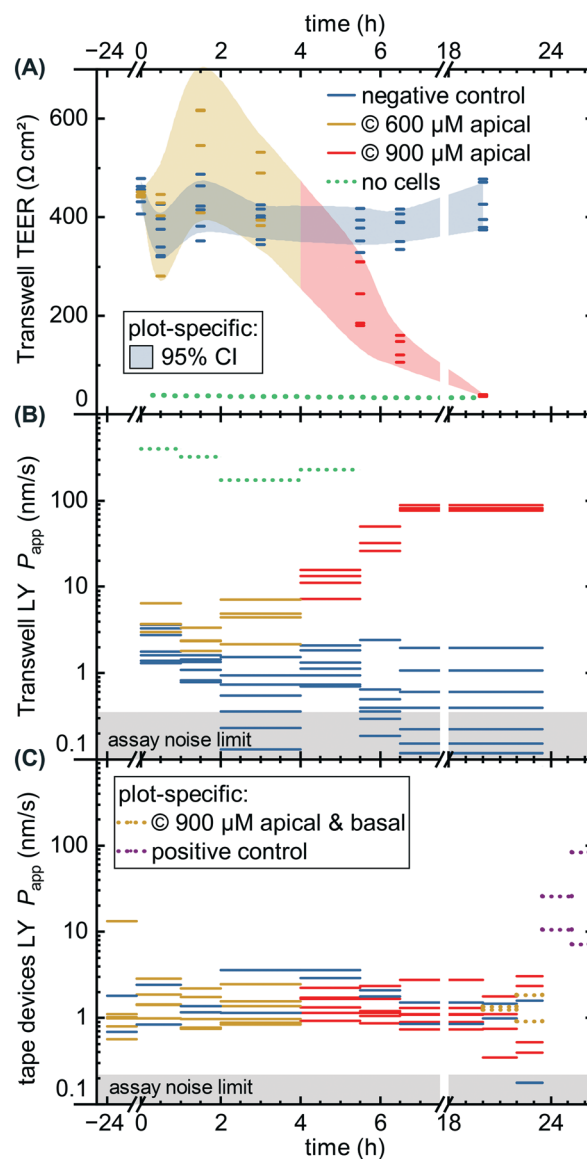 time (h)
−24 0 2 4 6 18 24
(A)
600
400
200
0
Transwell TEER (Ω cm²)
negative control
© 600 µM apical
© 900 µM apical
no cells
plot-specific:
95% CI
(B)
100
10
1
0.1
Transwell LY Papp (nm/s)
assay noise limit
(C)
plot-specific:
© 900 µM apical & basal
positive control
100
10
1
0.1
tape devices LY Papp (nm/s)
assay noise limit
−24 0 2 4 6 18 24
time (h)